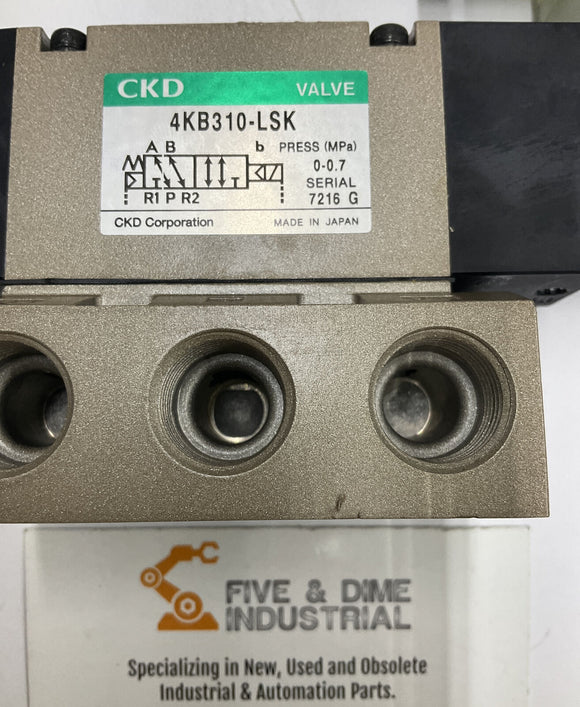 CKD VALVE
4KB310-LSK
A B b PRESS (MPa)
0-0.7
SERIAL
R1 P R2 7216 G
CKD Corporation MADE IN JAPAN
FIVE & DIME
INDUSTRIAL
Specializing in New, Used and Obsolete
Industrial & Automation Parts.